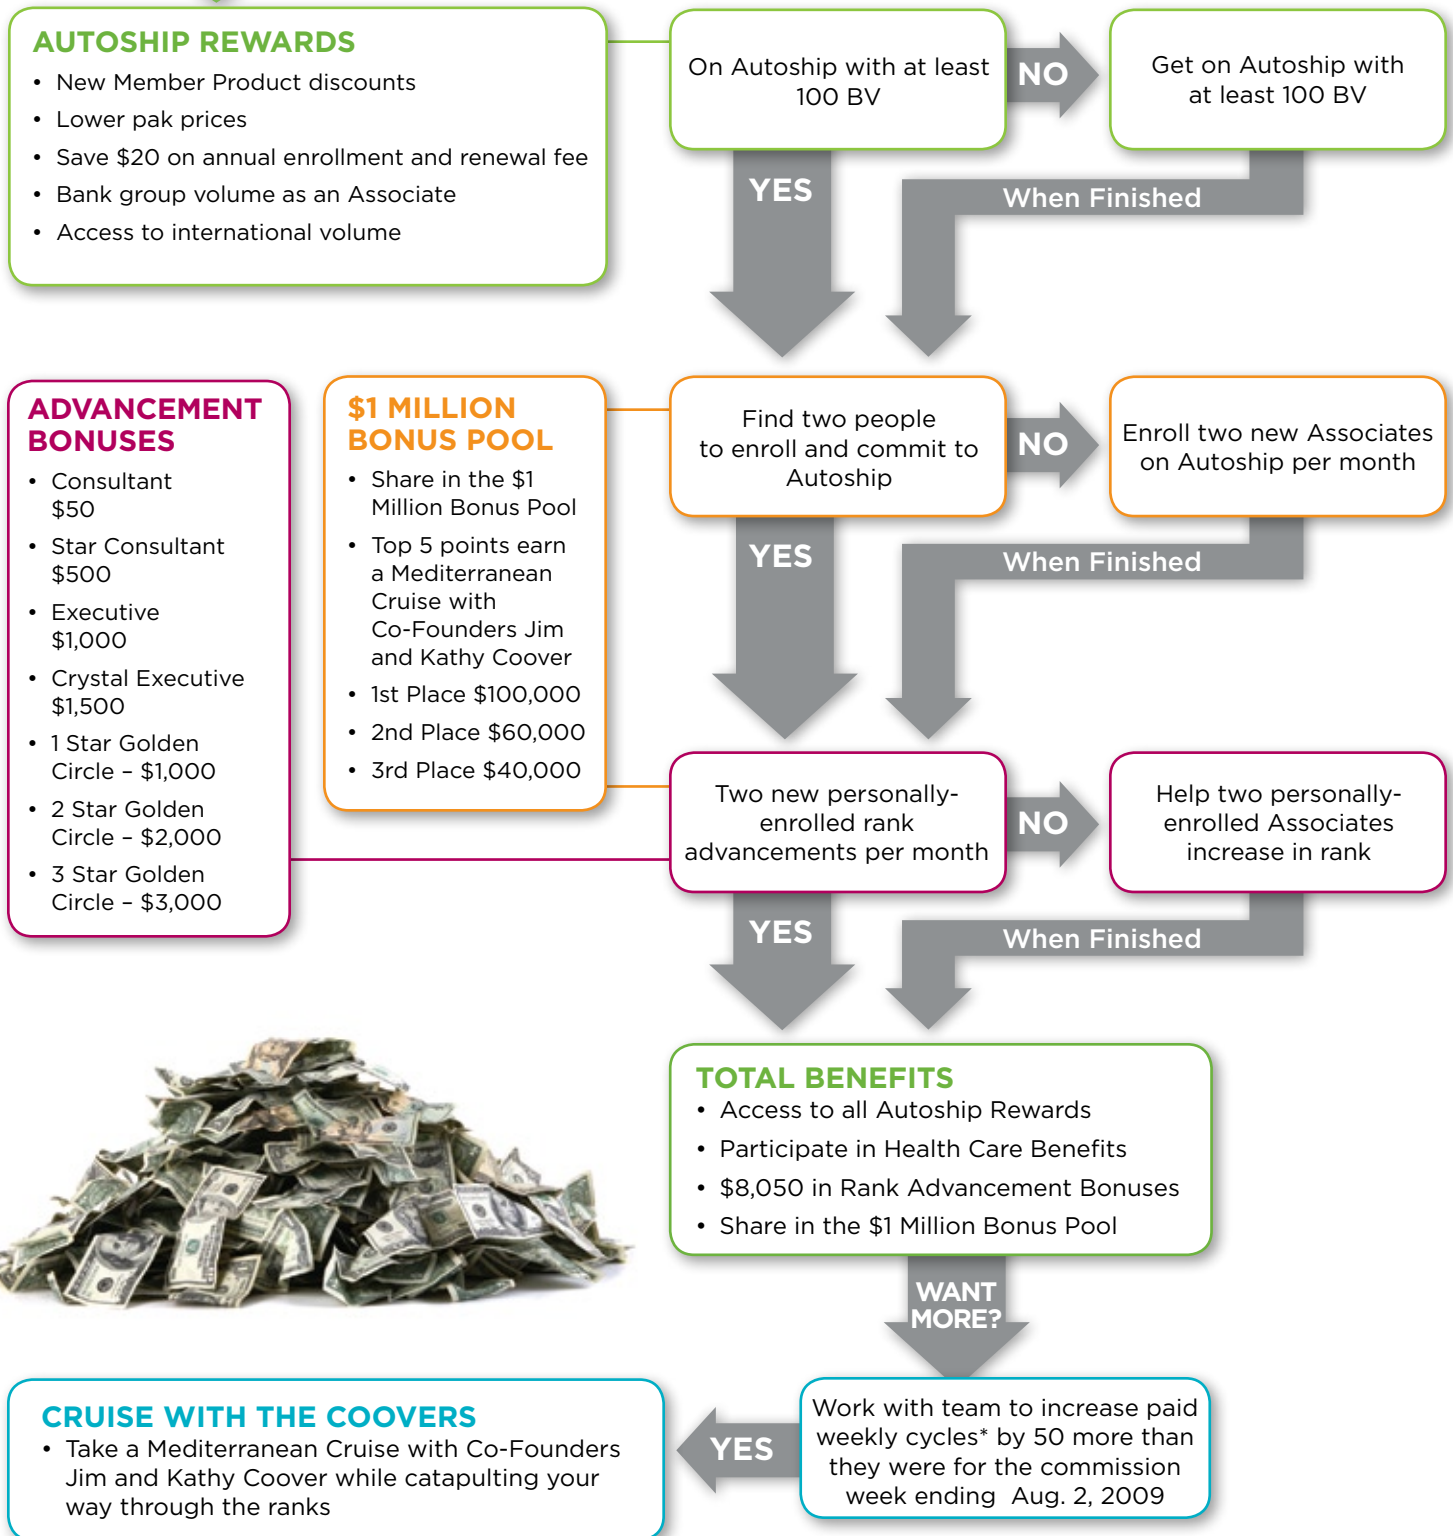 AUTOSHIP REWARDS
• New Member Product discounts
• Lower pak prices
• Save $20 on annual enrollment and renewal fee
• Bank group volume as an Associate
• Access to international volume
On Autoship with at least
100 BV
NO
Get on Autoship with
at least 100 BV
YES
When Finished
ADVANCEMENT
BONUSES
• Consultant
$50
• Star Consultant
$500
• Executive
$1,000
• Crystal Executive
$1,500
• 1 Star Golden
Circle – $1,000
• 2 Star Golden
Circle – $2,000
• 3 Star Golden
Circle – $3,000
$1 MILLION
BONUS POOL
• Share in the $1
Million Bonus Pool
• Top 5 points earn
a Mediterranean
Cruise with
Co-Founders Jim
and Kathy Coover
• 1st Place $100,000
• 2nd Place $60,000
• 3rd Place $40,000
Find two people
to enroll and commit to
Autoship
NO
Enroll two new Associates
on Autoship per month
YES
When Finished
Two new personally-
enrolled rank
advancements per month
NO
Help two personally-
enrolled Associates
increase in rank
YES
When Finished
TOTAL BENEFITS
• Access to all Autoship Rewards
• Participate in Health Care Benefits
• $8,050 in Rank Advancement Bonuses
• Share in the $1 Million Bonus Pool
WANT
MORE?
Work with team to increase paid
weekly cycles* by 50 more than
they were for the commission
week ending Aug. 2, 2009
YES
CRUISE WITH THE COOVERS
• Take a Mediterranean Cruise with Co-Founders
Jim and Kathy Coover while catapulting your
way through the ranks